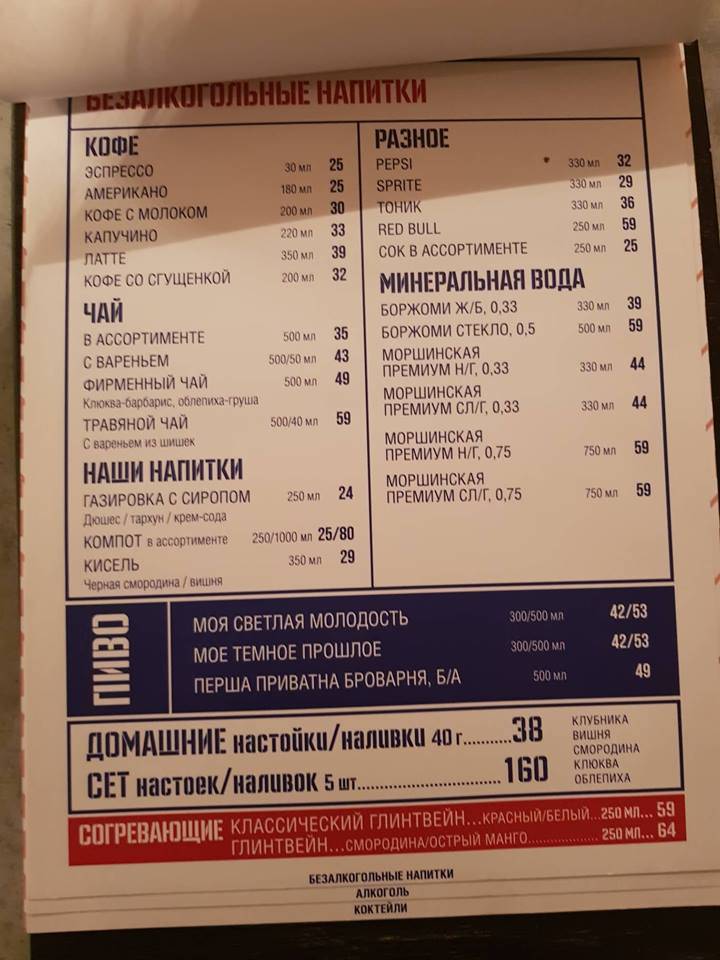 БЕЗАЛКОГОЛЬНЫЕ НАПИТКИ
КОФЕ
ЭСПРЕССО 30 мл 25
АМЕРИКАНО 180 мл 25
КОФЕ С МОЛОКОМ 200 мл 30
КАПУЧИНО 220 мл 33
ЛАТТЕ 350 мл 39
КОФЕ СО СГУЩЕНКОЙ 200 мл 32
ЧАЙ
В АССОРТИМЕНТЕ 500 мл 35
С ВАРЕНЬЕМ 500/50 мл 43
ФИРМЕННЫЙ ЧАЙ 500 мл 49
Клюква-барбарис, облепиха-груша
ТРАВЯНОЙ ЧАЙ 500/40 мл 59
С вареньем из шишек
НАШИ НАПИТКИ
ГАЗИРОВКА С СИРОПОМ 250 мл 24
Дюшес / тархун / крем-сода
КОМПОТ в ассортименте 250/1000 мл 25/80
КИСЕЛЬ 350 мл 29
Черная смородина / вишня
РАЗНОЕ
PEPSI 330 мл 32
SPRITE 330 мл 29
ТОНИК 330 мл 36
RED BULL 250 мл 59
СОК В АССОРТИМЕНТЕ 250 мл 25
МИНЕРАЛЬНАЯ ВОДА
БОРЖОМИ Ж/Б, 0,33 330 мл 39
БОРЖОМИ СТЕКЛО, 0,5 500 мл 59
МОРШИНСКАЯ
ПРЕМИУМ Н/Г, 0,33 330 мл 44
МОРШИНСКАЯ
ПРЕМИУМ СЛ/Г, 0,33 330 мл 44
МОРШИНСКАЯ
ПРЕМИУМ Н/Г, 0,75 750 мл 59
МОРШИНСКАЯ
ПРЕМИУМ СЛ/Г, 0,75 750 мл 59
ПИВО
МОЯ СВЕТЛАЯ МОЛОДОСТЬ 300/500 мл 42/53
МОЕ ТЕМНОЕ ПРОШЛОЕ 300/500 мл 42/53
ПЕРША ПРИВАТНА БРОВАРНЯ, Б/А 500 мл 49
ДОМАШНИЕ настойки/наливки 40 г..........38
СЕТ настоек/наливок 5 шт........................160
КЛУБНИКА
ВИШНЯ
СМОРОДИНА
КЛЮКВА
ОБЛЕПИХА
СОГРЕВАЮЩИЕ
КЛАССИЧЕСКИЙ ГЛИНТВЕЙН...КРАСНЫЙ/БЕЛЫЙ...250 МЛ... 59
ГЛИНТВЕЙН...СМОРОДИНА/ОСТРЫЙ МАНГО.................. 250 МЛ... 64
БЕЗАЛКОГОЛЬНЫЕ НАПИТКИ
АЛКОГОЛЬ
КОКТЕЙЛИ